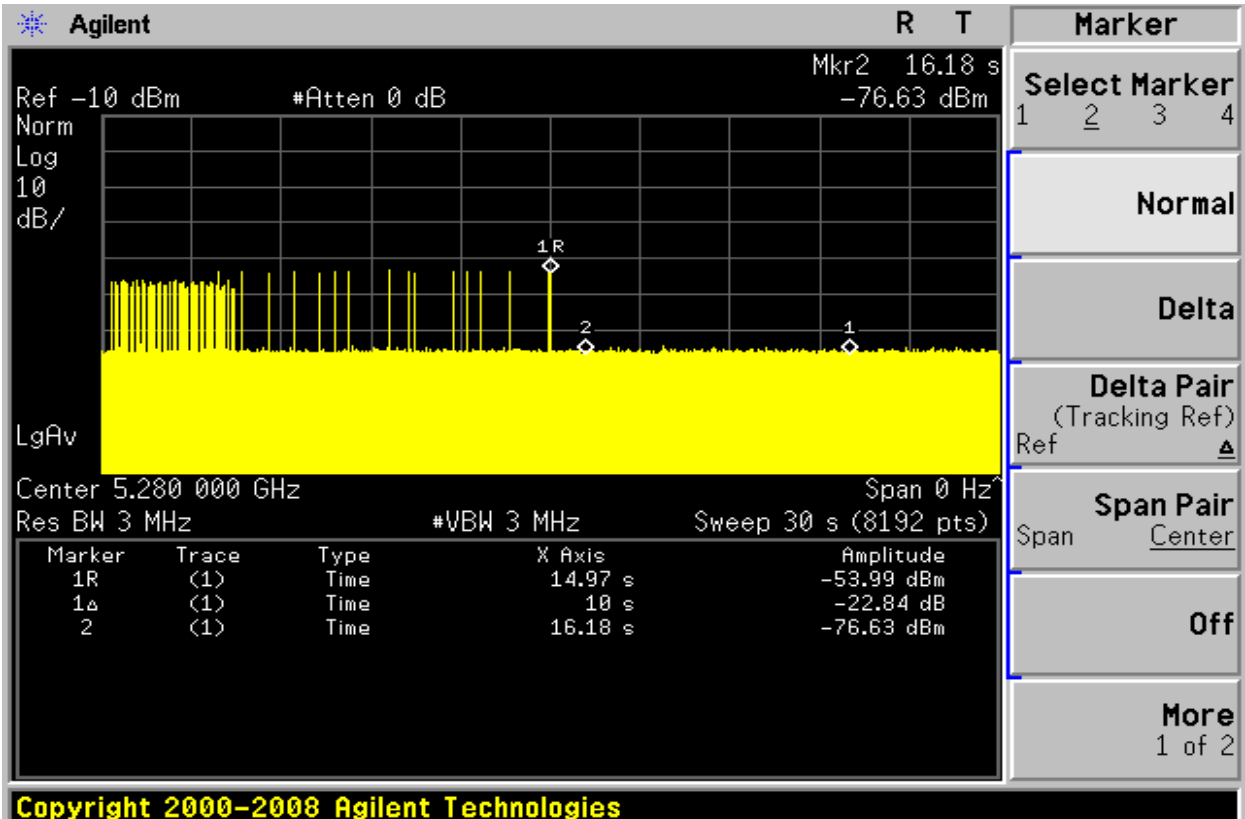 Agilent R T
Mkr2 16.18 s
Ref −10 dBm #Atten 0 dB −76.63 dBm
Norm
Log
10
dB/
1R
2
1
LgAv
Center 5.280 000 GHz Span 0 Hz^
Res BW 3 MHz #VBW 3 MHz Sweep 30 s (8192 pts)
Marker Trace Type X Axis Amplitude
1R (1) Time 14.97 s −53.99 dBm
1Δ (1) Time 10 s −22.84 dB
2 (1) Time 16.18 s −76.63 dBm
Marker
Select Marker
1 2 3 4
Normal
Delta
Delta Pair
(Tracking Ref)
Ref Δ
Span Pair
Span Center
Off
More
1 of 2
Copyright 2000−2008 Agilent Technologies